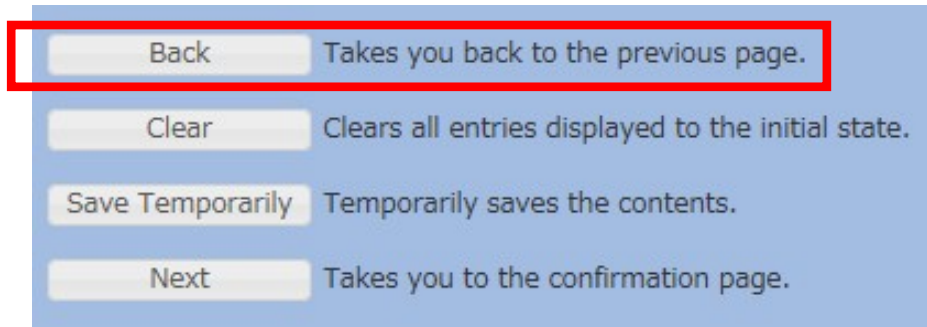 Back Takes you back to the previous page.
Clear Clears all entries displayed to the initial state.
Save Temporarily Temporarily saves the contents.
Next Takes you to the confirmation page.